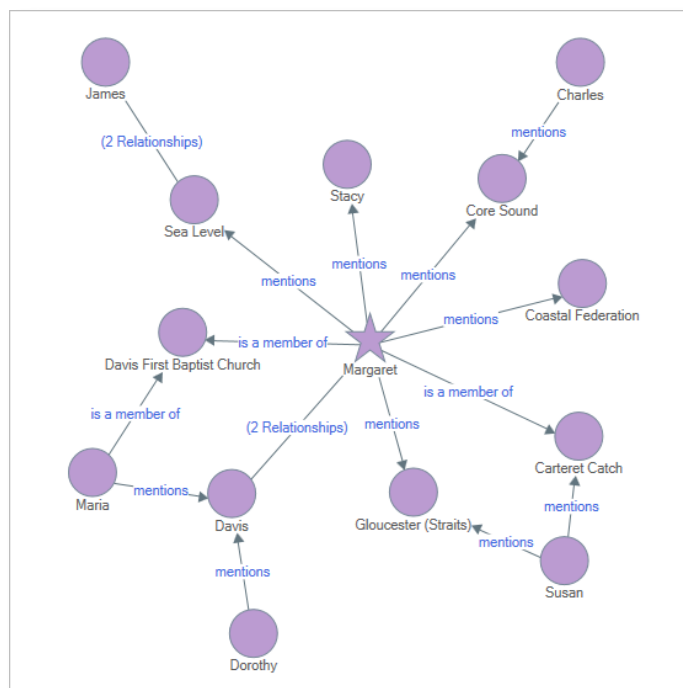 James
Charles
mentions
(2 Relationships)
Stacy
Core Sound
Sea Level
mentions
mentions
mentions
mentions
Coastal Federation
is a member of
Davis First Baptist Church
Margaret
is a member of
is a member of
(2 Relationships)
mentions
Carteret Catch
mentions
Maria
mentions
Davis
Gloucester (Straits)
mentions
mentions
Susan
Dorothy